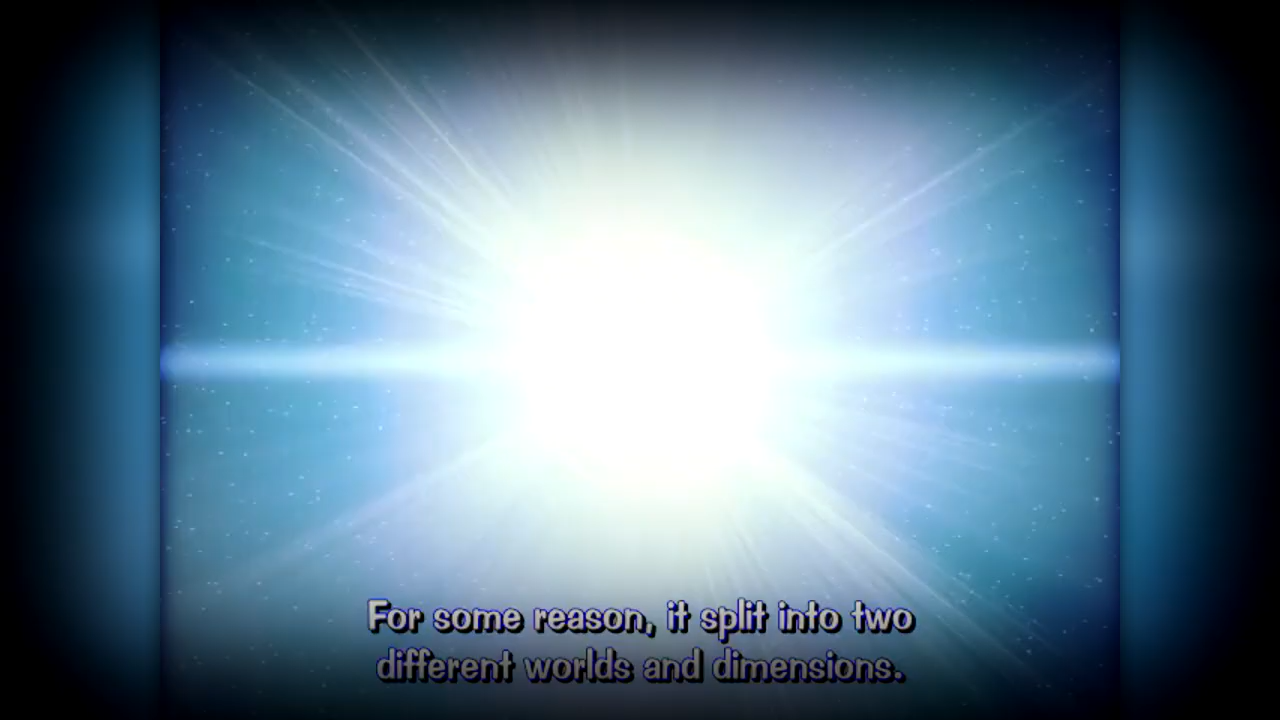 For some reason, it split into two
different worlds and dimensions.